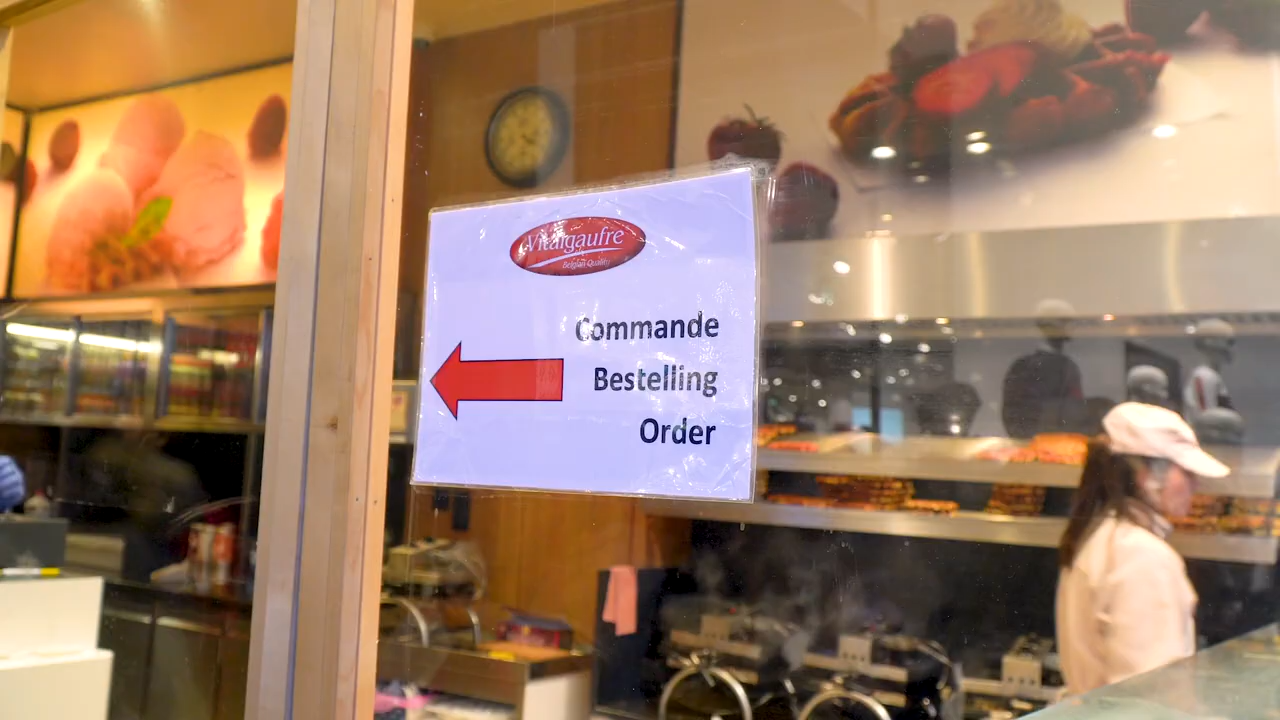 Vitalgaufre
Belgian Quality
Commande
Bestelling
Order